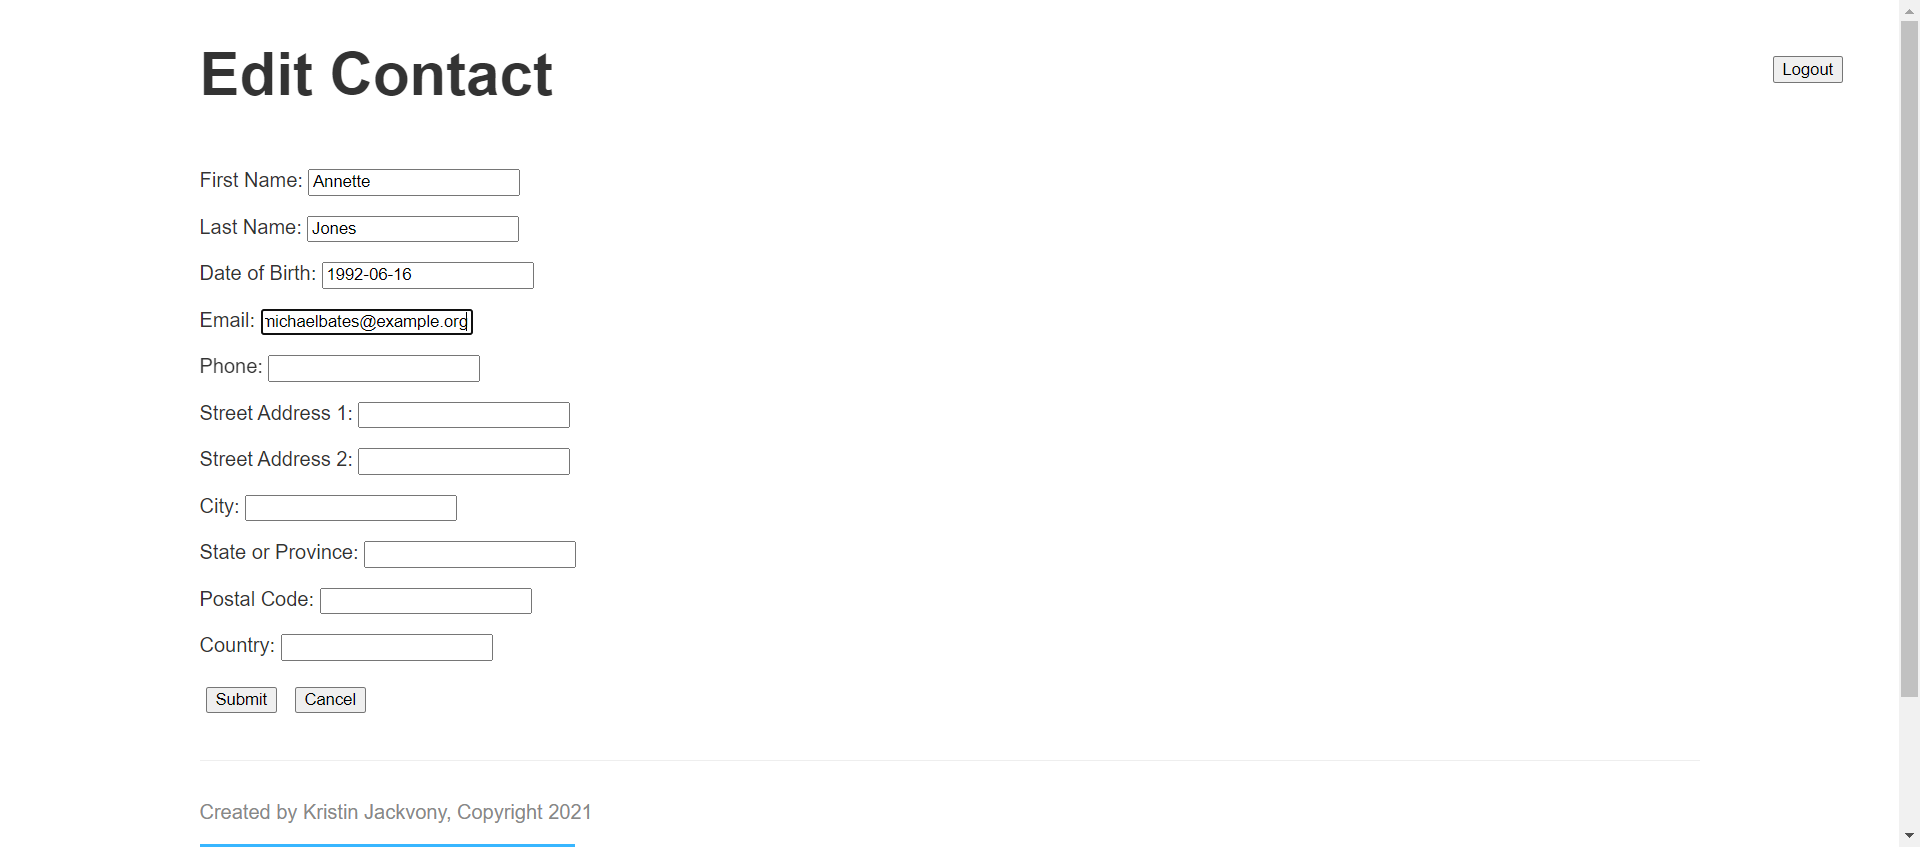 Edit Contact
Logout
First Name: Annette
Last Name: Jones
Date of Birth: 1992-06-16
Email: michaelbates@example.org
Phone:
Street Address 1:
Street Address 2:
City:
State or Province:
Postal Code:
Country:
Submit Cancel
Created by Kristin Jackvony, Copyright 2021